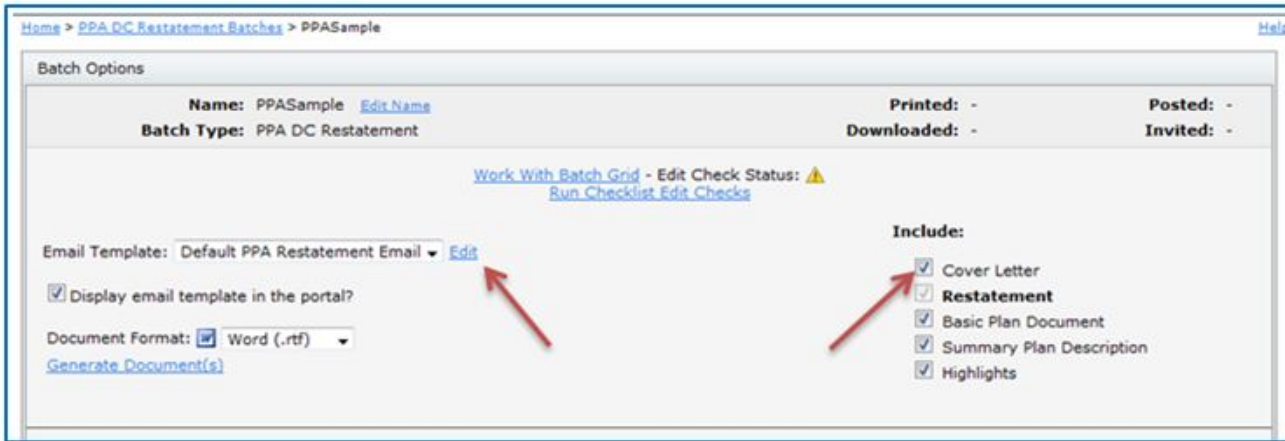 Home > PPA DC Restatement Batches > PPASample Help
Batch Options
Name: PPASample Edit Name Printed: - Posted: -
Batch Type: PPA DC Restatement Downloaded: - Invited: -
Work With Batch Grid - Edit Check Status:
Run Checklist Edit Checks
Include:
Email Template: Default PPA Restatement Email Edit
Cover Letter
Display email template in the portal?
Restatement
Basic Plan Document
Document Format: Word (.rtf)
Summary Plan Description
Generate Document(s)
Highlights